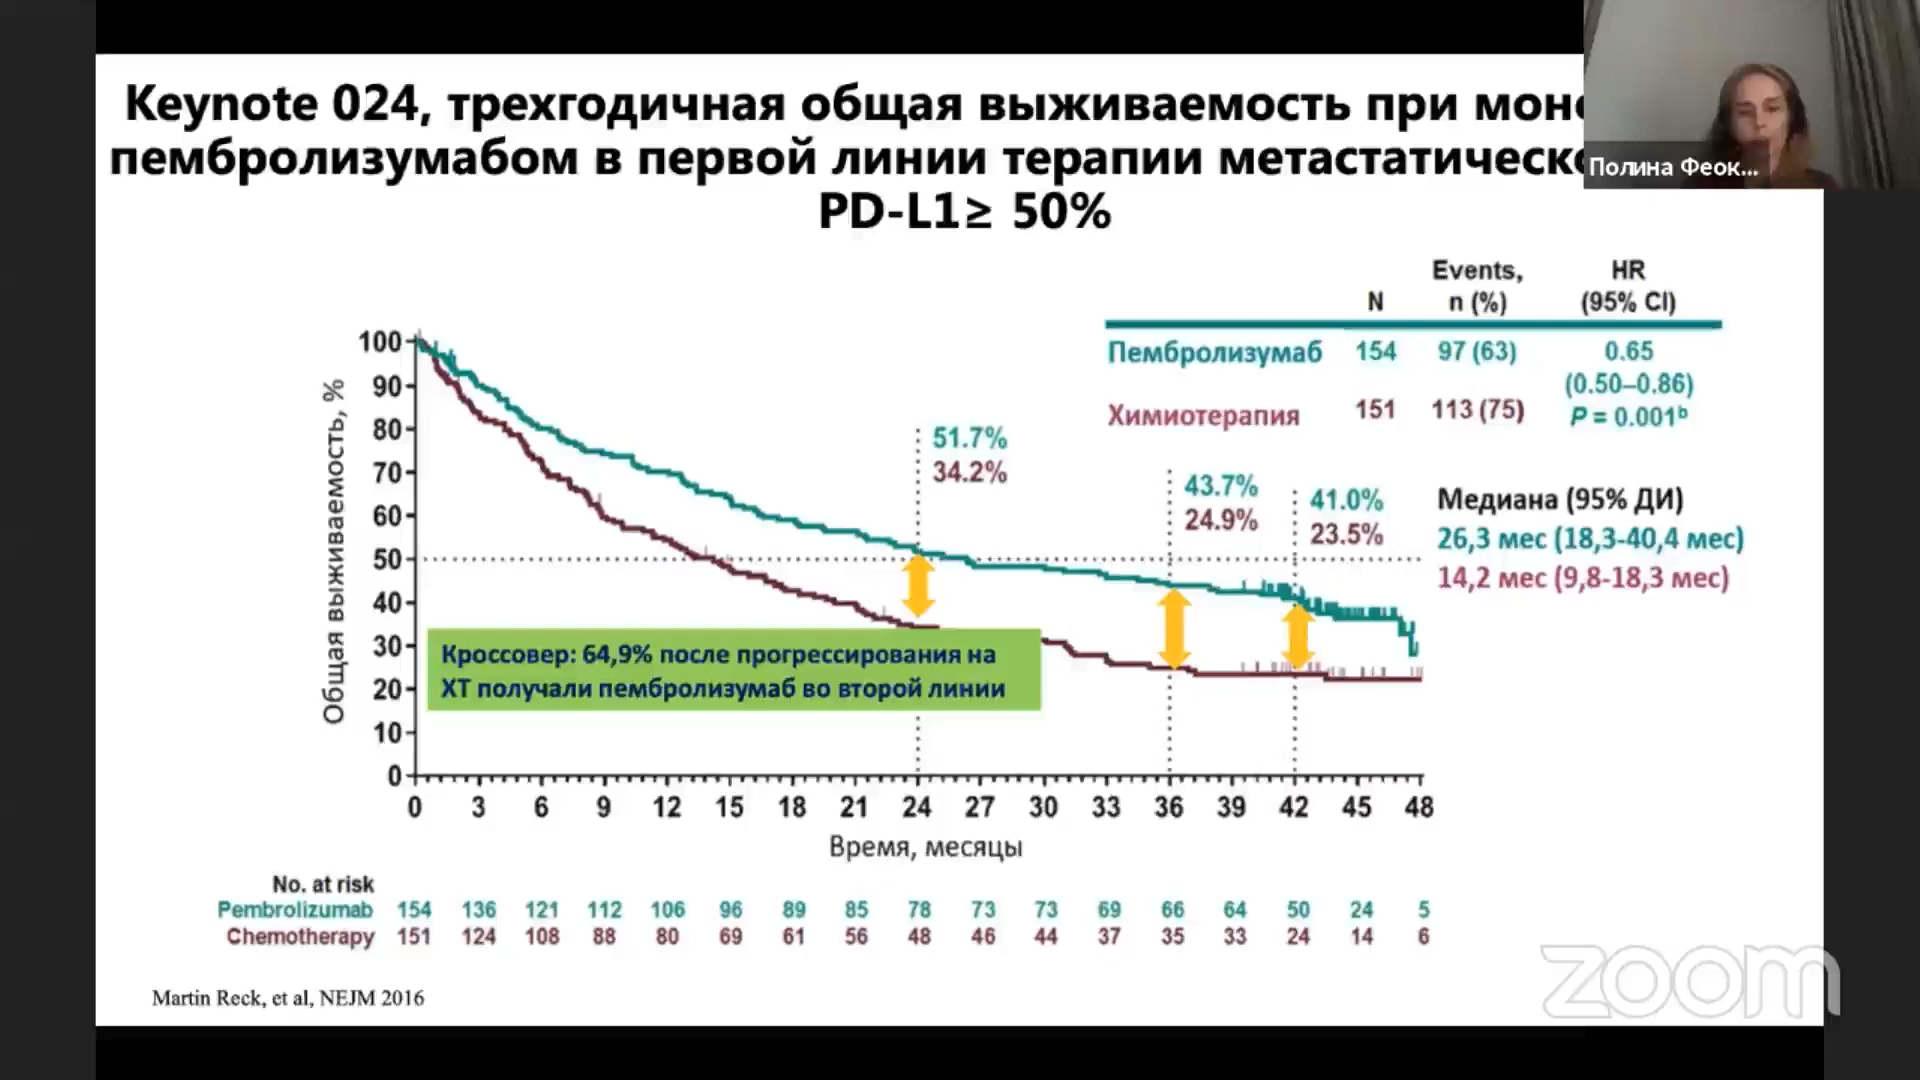 Keynote 024, трехгодичная общая выживаемость при
пембролизумабом в первой линии терапии
PD-L1≥ 50%
Полина Феок...
Events, HR
N n (%) (95% CI)
Пембролизумаб 154 97 (63) 0.65
(0.50–0.86)
Химиотерапия 151 113 (75) P = 0.001ᵇ
Общая выживаемость, %
100
90
80
70
60
50
40
30
20
10
0
51.7%
34.2%
43.7%
24.9%
41.0%
23.5%
Медиана (95% ДИ)
26,3 мес (18,3-40,4 мес)
14,2 мес (9,8-18,3 мес)
Кроссовер: 64,9% после прогрессирования на
ХТ получали пембролизумаб во второй линии
0 3 6 9 12 15 18 21 24 27 30 33 36 39 42 45 48
Время, месяцы
No. at risk
Pembrolizumab 154 136 121 112 106 96 89 85 78 73 73 69 66 64 50 24 5
Chemotherapy 151 124 108 88 80 69 61 56 48 46 44 37 35 33 24 14 6
Martin Reck, et al, NEJM 2016
zoom